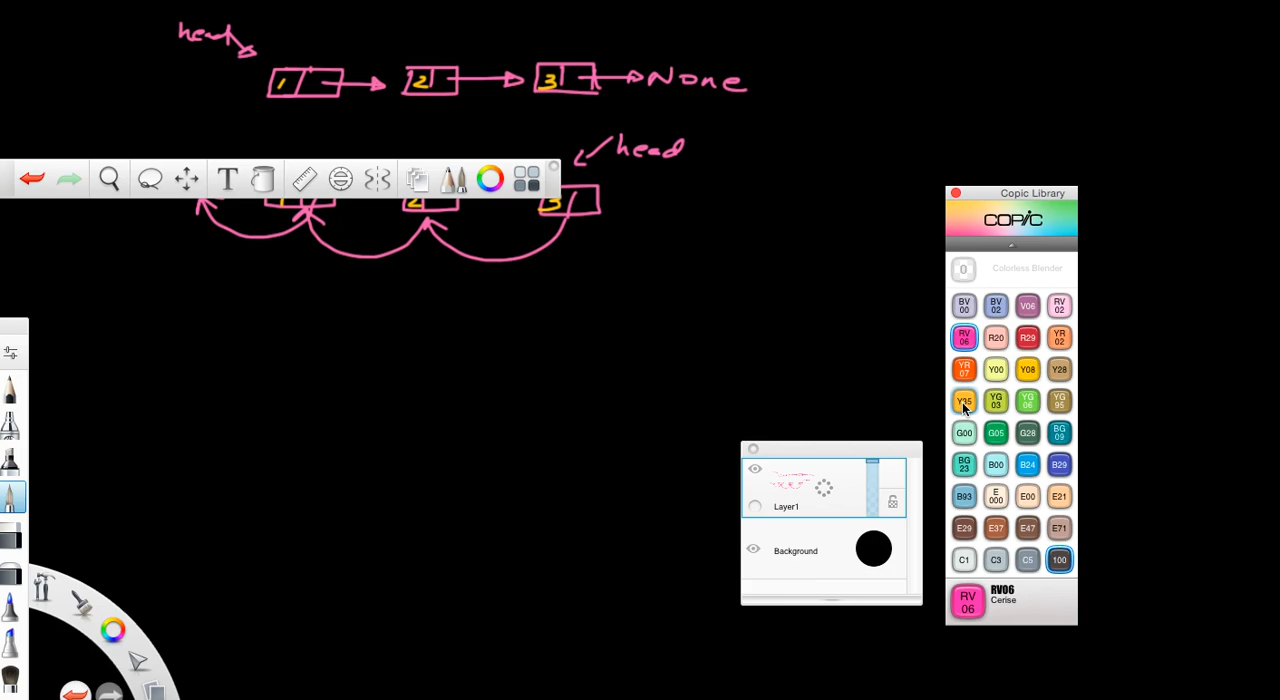 head
1 2 3 None
head
T
1 2 3
Copic Library
COPIC
0 Colorless Blender
BV 00 BV 02 V06 RV 02
RV 06 R20 R29 YR 02
YR 07 Y00 Y08 Y28
Y35 YG 03 YG 06 YG 95
G00 G05 G28 BG 09
BG 23 B00 B24 B29
B93 E 000 E00 E21
E29 E37 E47 E71
C1 C3 C5 100
RV 06 RV06
Cerise
Layer1
Background